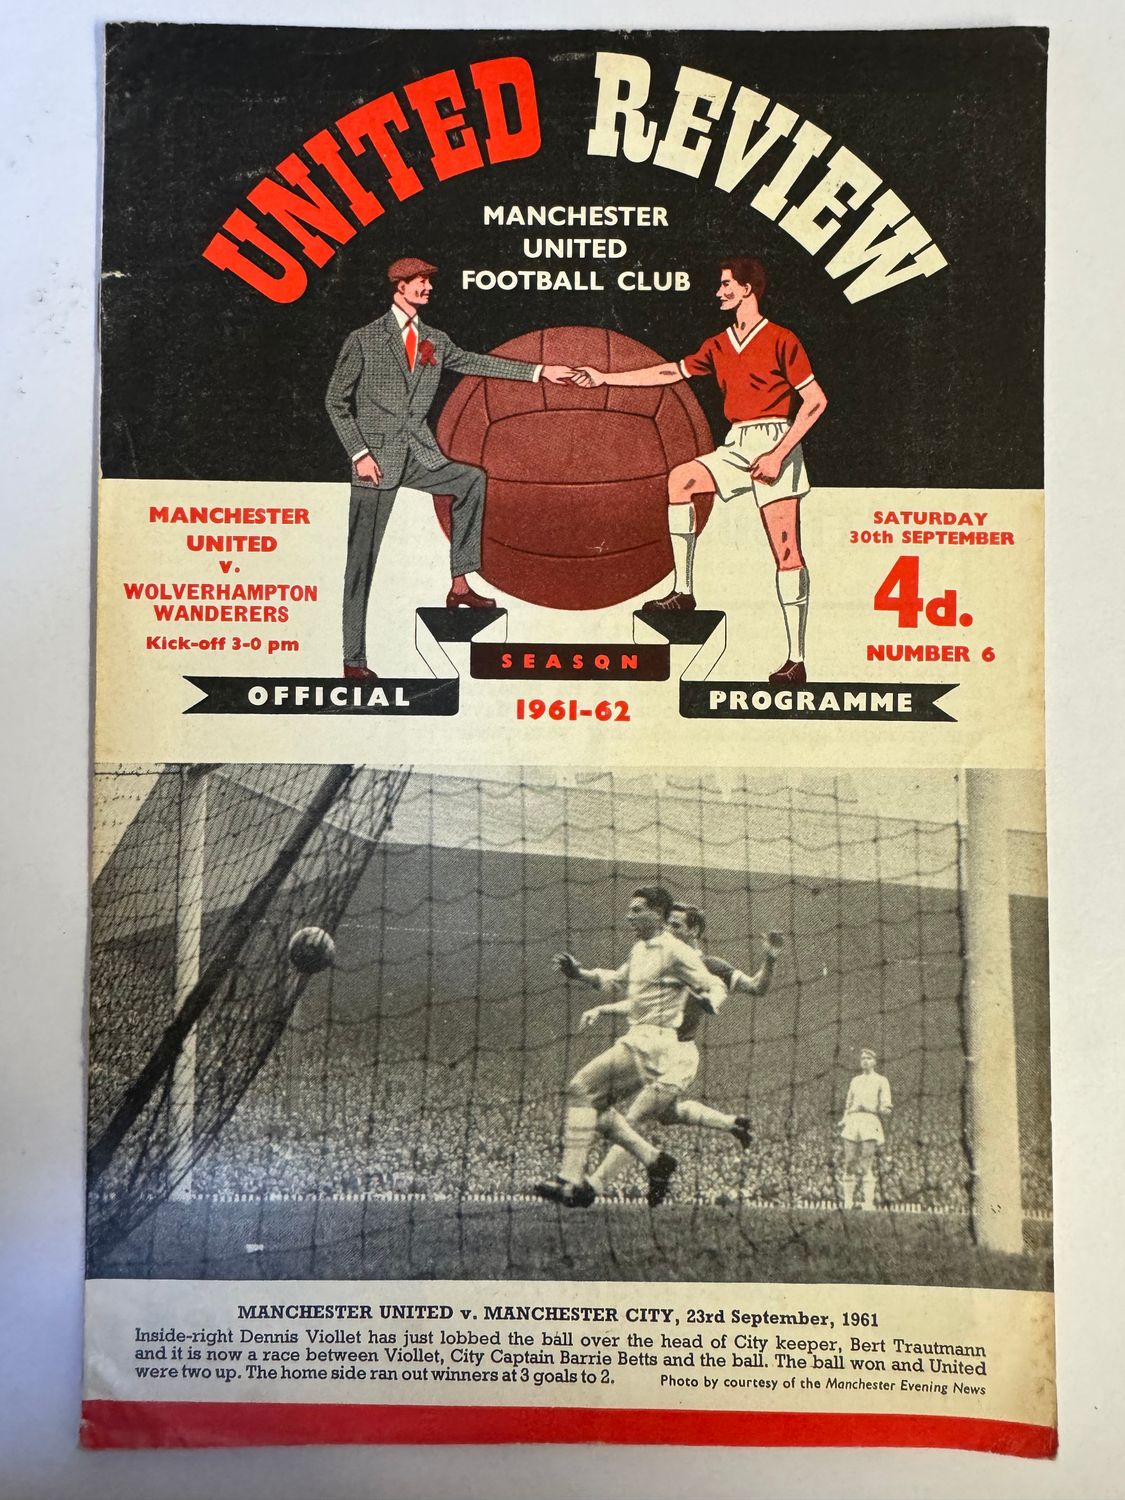 UNITED REVIEW
MANCHESTER
UNITED
FOOTBALL CLUB
MANCHESTER
UNITED
v.
WOLVERHAMPTON
WANDERERS
Kick-off 3-0 pm
SATURDAY
30th SEPTEMBER
4d.
NUMBER 6
SEASON
OFFICIAL
1961-62
PROGRAMME
MANCHESTER UNITED v. MANCHESTER CITY, 23rd September, 1961
Inside-right Dennis Viollet has just lobbed the ball over the head of City keeper, Bert Trautmann
and it is now a race between Viollet, City Captain Barrie Betts and the ball. The ball won and United
were two up. The home side ran out winners at 3 goals to 2.
Photo by courtesy of the Manchester Evening News